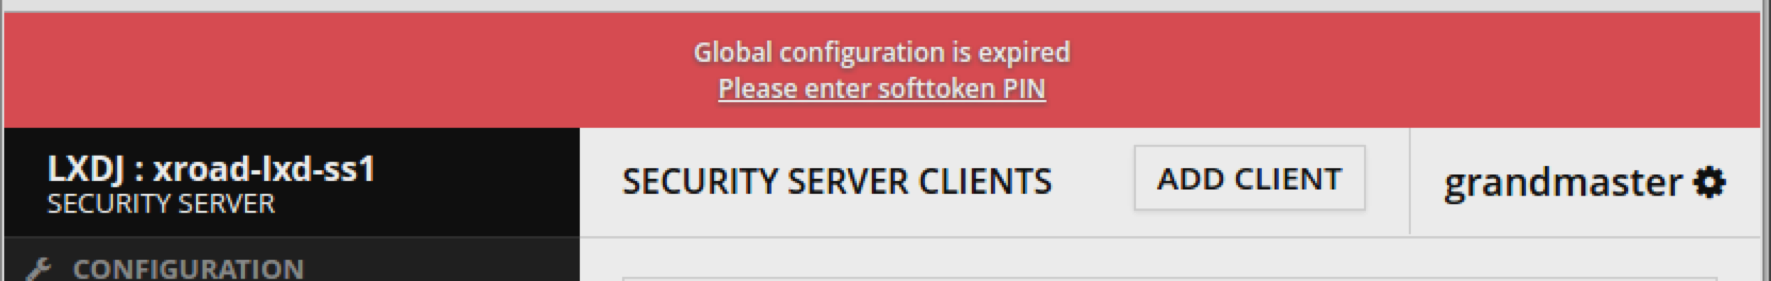 Global configuration is expired
Please enter softtoken PIN
LXDJ : xroad-lxd-ss1
SECURITY SERVER
SECURITY SERVER CLIENTS
ADD CLIENT
grandmaster
CONFIGURATION